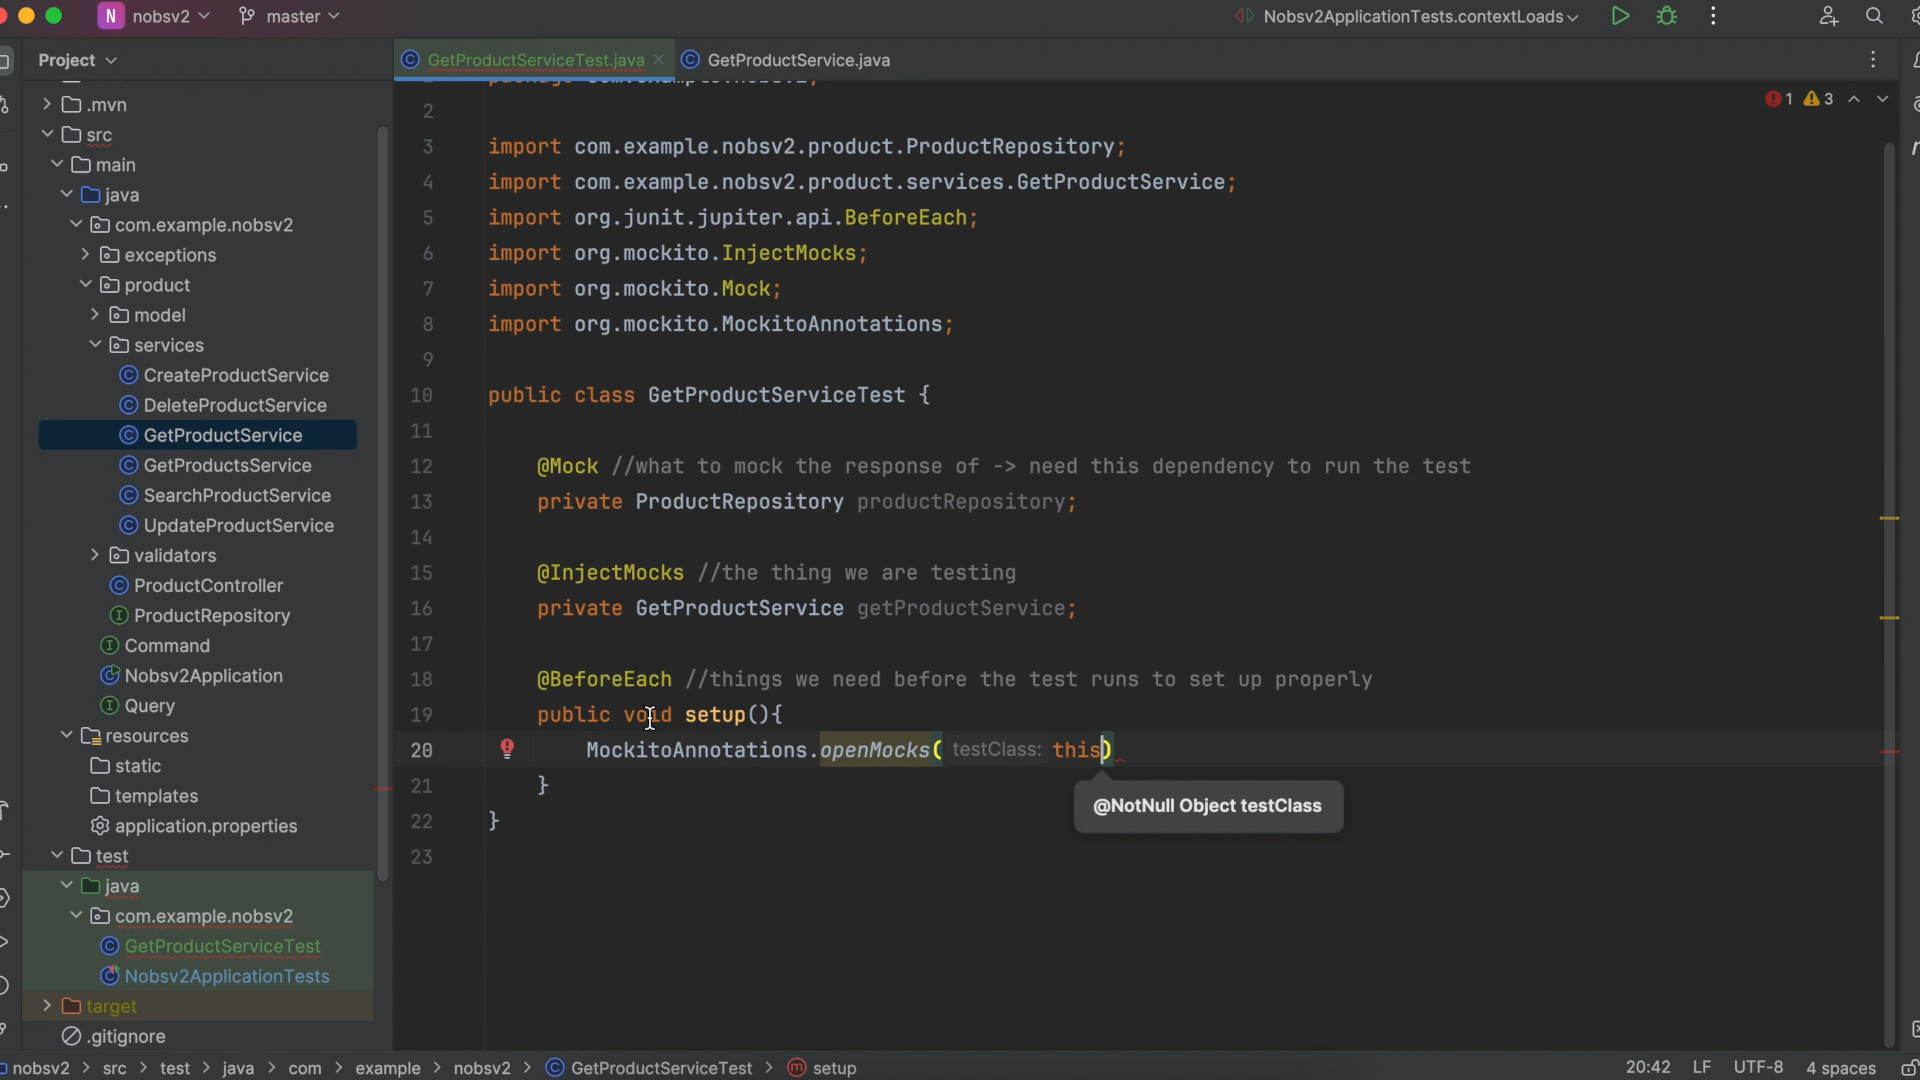 N nobsv2 master Nobsv2ApplicationTests.contextLoads
Project GetProductServiceTest.java GetProductService.java
1 3
.mvn
src
main
java
com.example.nobsv2
exceptions
product
model
services
CreateProductService
DeleteProductService
GetProductService
GetProductsService
SearchProductService
UpdateProductService
validators
ProductController
ProductRepository
Command
Nobsv2Application
Query
resources
static
templates
application.properties
test
java
com.example.nobsv2
GetProductServiceTest
Nobsv2ApplicationTests
target
.gitignore
2
3 import com.example.nobsv2.product.ProductRepository;
4 import com.example.nobsv2.product.services.GetProductService;
5 import org.junit.jupiter.api.BeforeEach;
6 import org.mockito.InjectMocks;
7 import org.mockito.Mock;
8 import org.mockito.MockitoAnnotations;
9
10 public class GetProductServiceTest {
11
12 @Mock //what to mock the response of -> need this dependency to run the test
13 private ProductRepository productRepository;
14
15 @InjectMocks //the thing we are testing
16 private GetProductService getProductService;
17
18 @BeforeEach //things we need before the test runs to set up properly
19 public void setup(){
20 MockitoAnnotations.openMocks( testClass: this)
21 }
@NotNull Object testClass
22 }
23
nobsv2 > src > test > java > com > example > nobsv2 > GetProductServiceTest > m setup 20:42 LF UTF-8 4 spaces